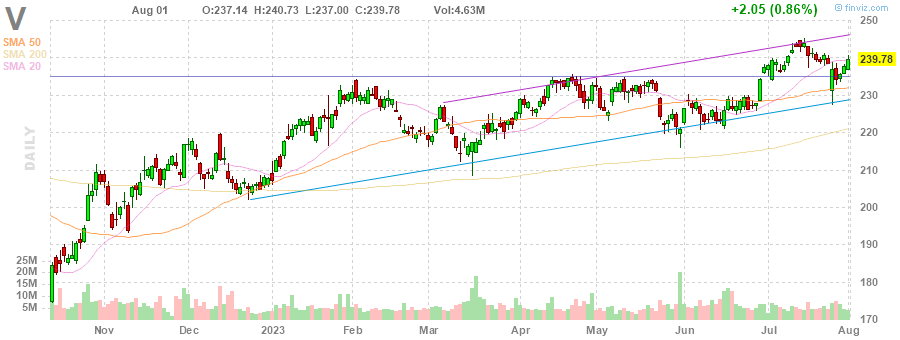 V Aug 01 O:237.14 H:240.73 L:237.00 C:239.78 Vol:4.63M +2.05 (0.86%) © finviz.com
SMA 50
SMA 200
SMA 20
DAILY
250
239.78
230
220
210
200
190
180
170
25M
20M
15M
10M
5M
Nov Dec 2023 Feb Mar Apr May Jun Jul Aug